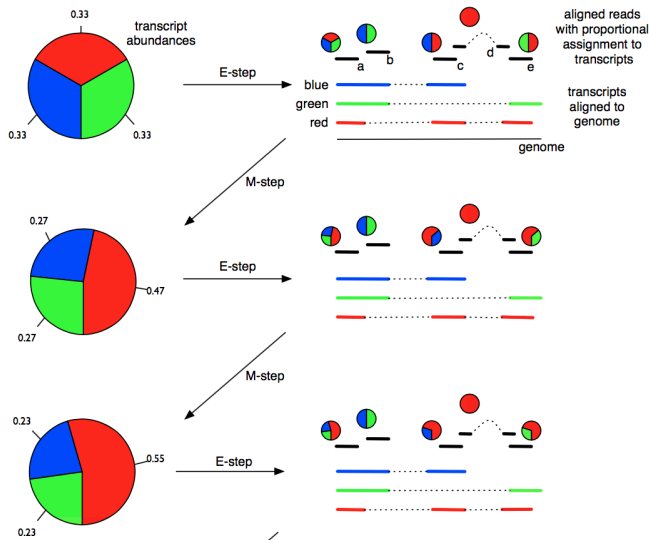 0.33
transcript
abundances
0.33
0.33
E-step
aligned reads
with proportional
assignment to
transcripts
a
b
c
d
e
blue
green
red
transcripts
aligned to
genome
genome
M-step
0.27
0.47
0.27
E-step
M-step
0.23
0.55
0.23
E-step